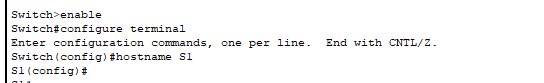 Switch>enable
Switch#configure terminal
Enter configuration commands, one per line.  End with CNTL/Z.
Switch(config)#hostname S1
S1(config)#